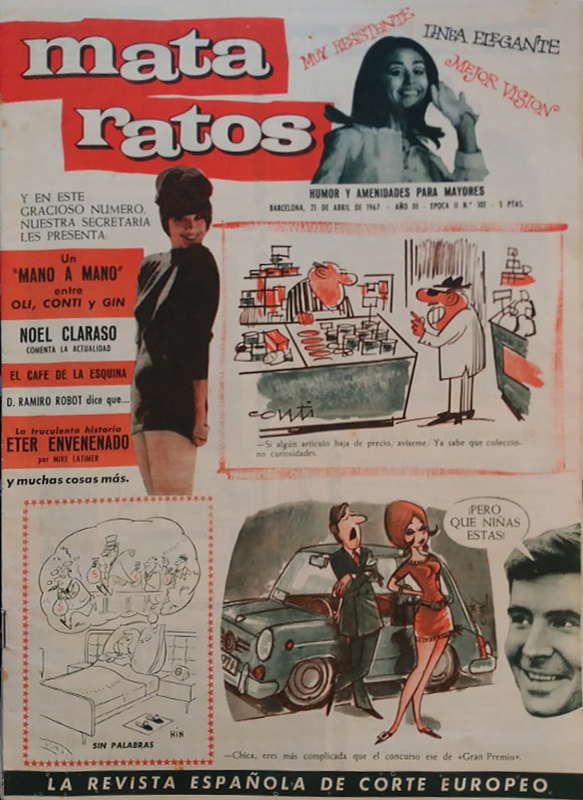 mata
ratos
MUY RESISTENTE
LINEA ELEGANTE
MEJOR VISION
HUMOR Y AMENIDADES PARA MAYORES
BARCELONA, 21 DE ABRIL DE 1967 - AÑO III - EPOCA II N.º 103 - 5 PTAS.
Y EN ESTE
GRACIOSO NUMERO,
NUESTRA SECRETARIA
LES PRESENTA:
Un
"MANO A MANO"
entre
OLI, CONTI y GIN
NOEL CLARASO
COMENTA LA ACTUALIDAD
EL CAFE DE LA ESQUINA
D. RAMIRO ROBOT dice que...
La truculenta historia
ETER ENVENENADO
por MIKE LATIMER
y muchas cosas más.
conti
—Si algún artículo baja de precio, avíseme. Ya sabe que coleccio-
no curiosidades.
¡PERO
QUE NIÑAS
ESTAS!
SIN PALABRAS
HIN
—Chica, eres más complicada que el concurso ese de «Gran Premio».
LA REVISTA ESPAÑOLA DE CORTE EUROPEO